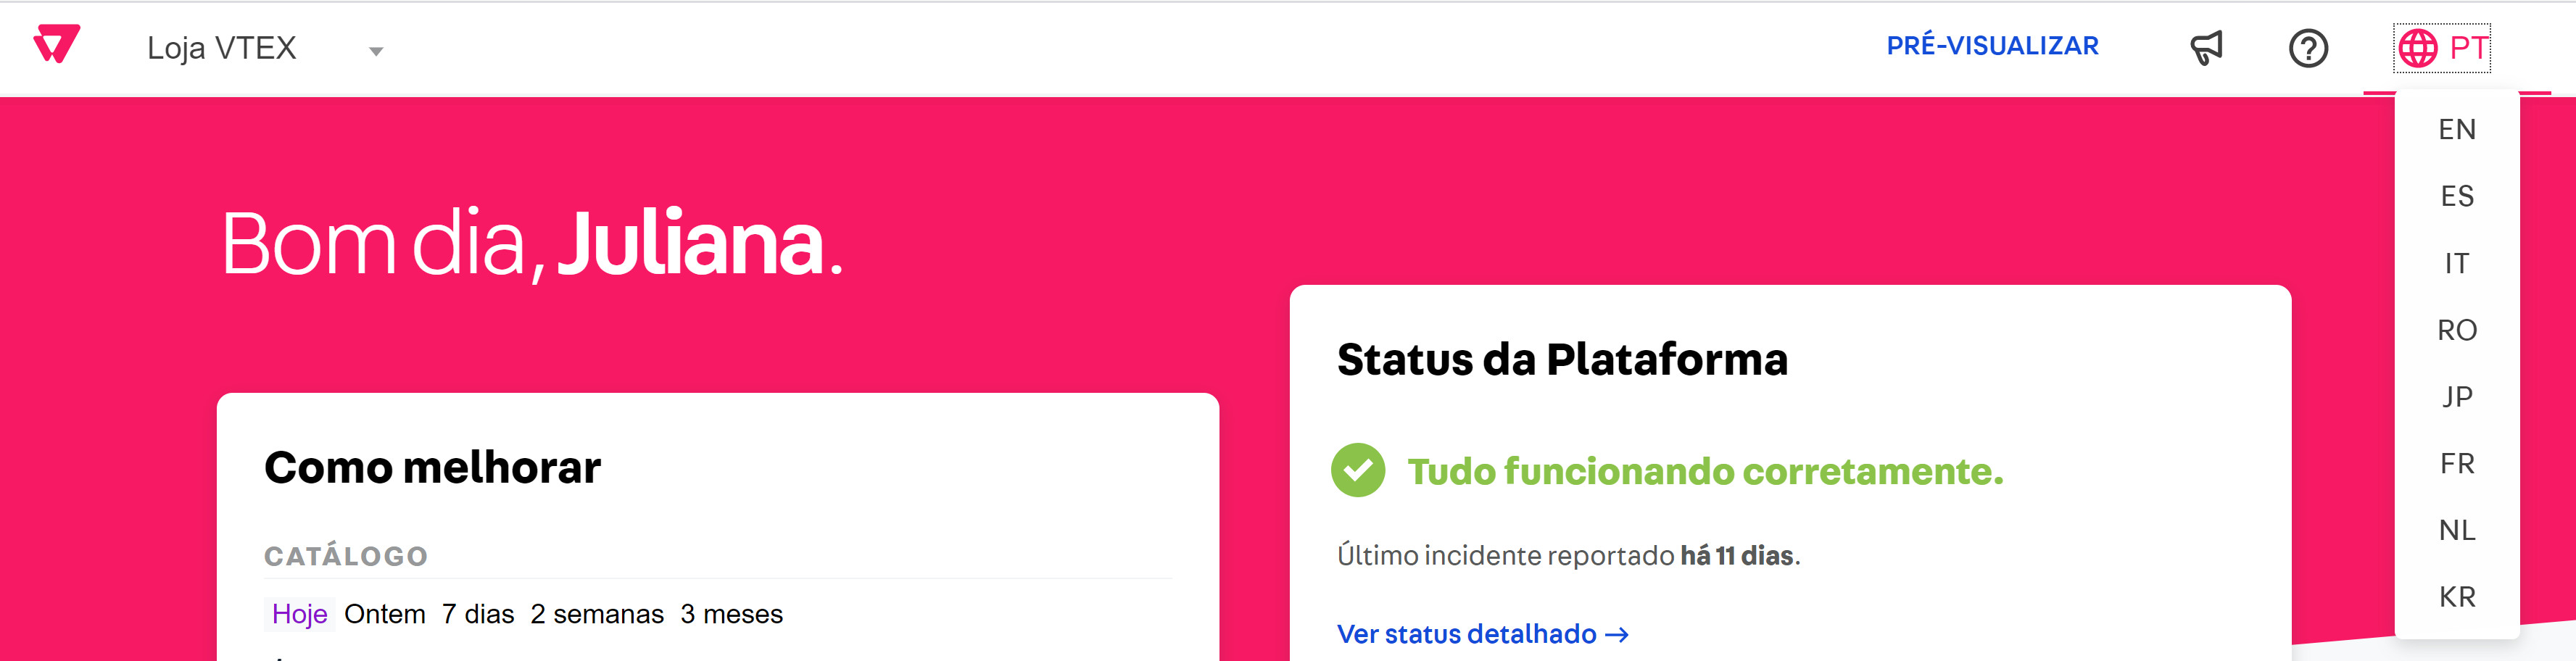 Loja VTEX
PRÉ-VISUALIZAR
PT
EN
ES
IT
RO
JP
FR
NL
KR
Bom dia, Juliana.
Como melhorar
CATÁLOGO
Hoje Ontem 7 dias 2 semanas 3 meses
Status da Plataforma
Tudo funcionando corretamente.
Último incidente reportado há 11 dias.
Ver status detalhado →